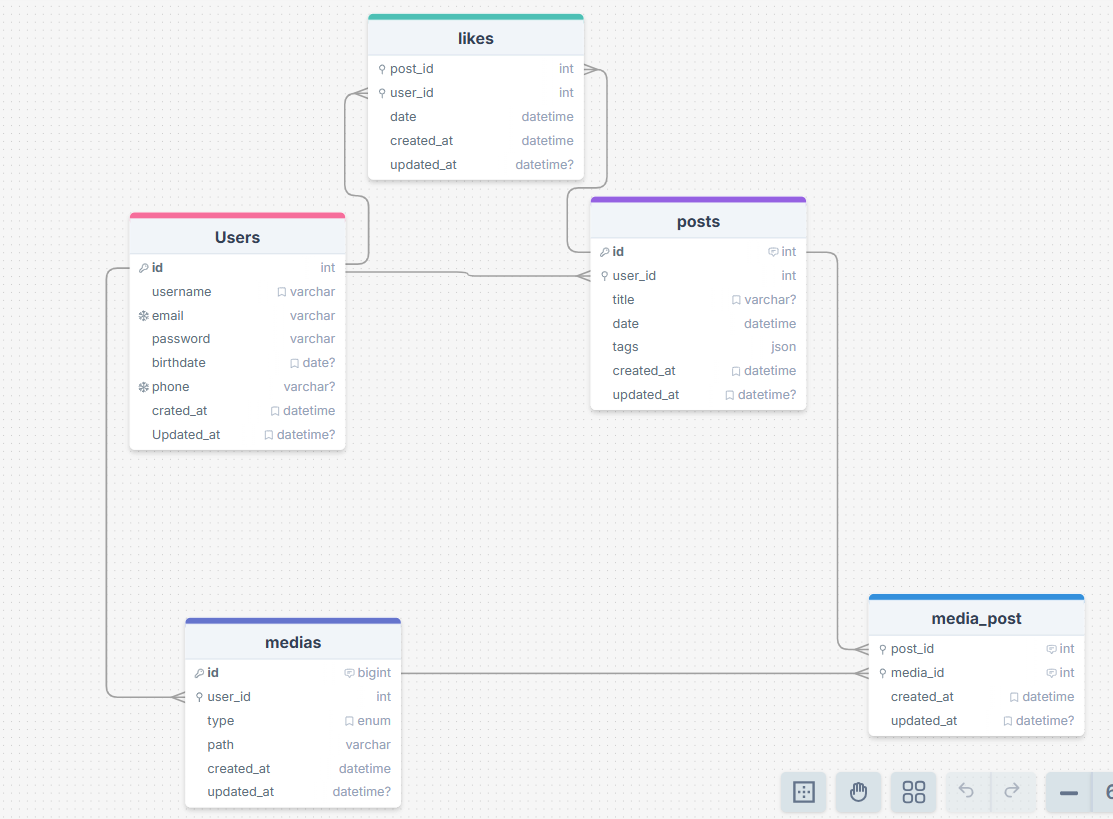 likes
post_id int
user_id int
date datetime
created_at datetime
updated_at datetime?
Users
id int
username varchar
email varchar
password varchar
birthdate date?
phone varchar?
crated_at datetime
Updated_at datetime?
posts
id int
user_id int
title varchar?
date datetime
tags json
created_at datetime
updated_at datetime?
medias
id bigint
user_id int
type enum
path varchar
created_at datetime
updated_at datetime?
media_post
post_id int
media_id int
created_at datetime
updated_at datetime?